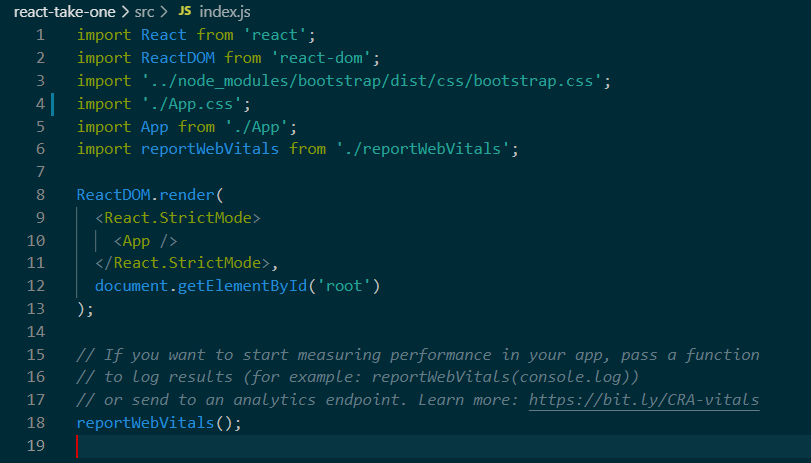 react-take-one > src > JS index.js
1 import React from 'react';
2 import ReactDOM from 'react-dom';
3 import '../node_modules/bootstrap/dist/css/bootstrap.css';
4 import './App.css';
5 import App from './App';
6 import reportWebVitals from './reportWebVitals';
7
8 ReactDOM.render(
9   <React.StrictMode>
10     <App />
11   </React.StrictMode>,
12   document.getElementById('root')
13 );
14
15 // If you want to start measuring performance in your app, pass a function
16 // to log results (for example: reportWebVitals(console.log))
17 // or send to an analytics endpoint. Learn more: https://bit.ly/CRA-vitals
18 reportWebVitals();
19